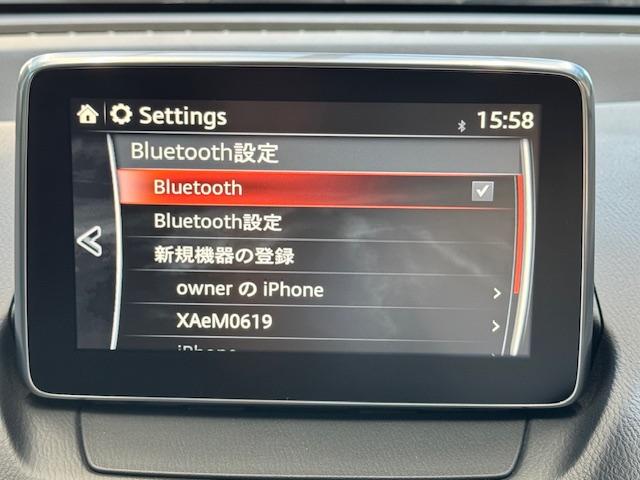 Settings 15:58
Bluetooth設定
Bluetooth
Bluetooth設定
新規機器の登録
owner の iPhone
XAeM0619
iPhone